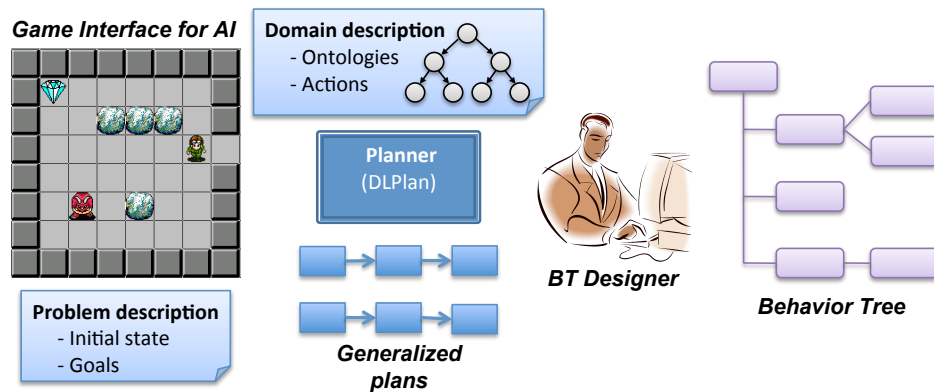 Game Interface for AI
Domain description
- Ontologies
- Actions
Planner
(DLPlan)
BT Designer
Behavior Tree
Problem description
- Initial state
- Goals
Generalized
plans